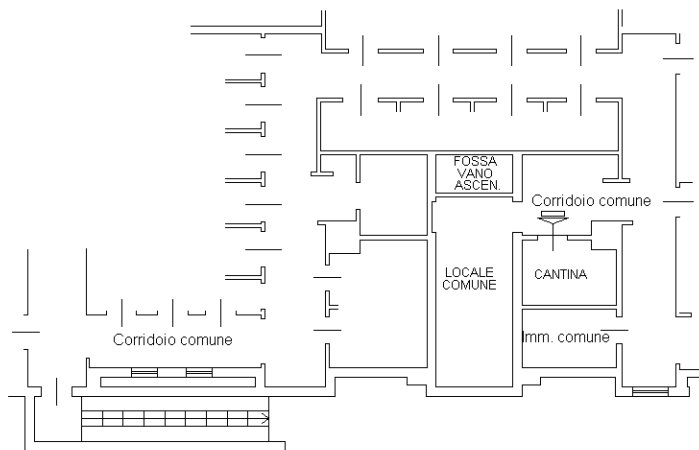 FOSSA
VANO
ASCEN.
Corridoio comune
LOCALE
COMUNE
CANTINA
Corridoio comune
Imm. comune